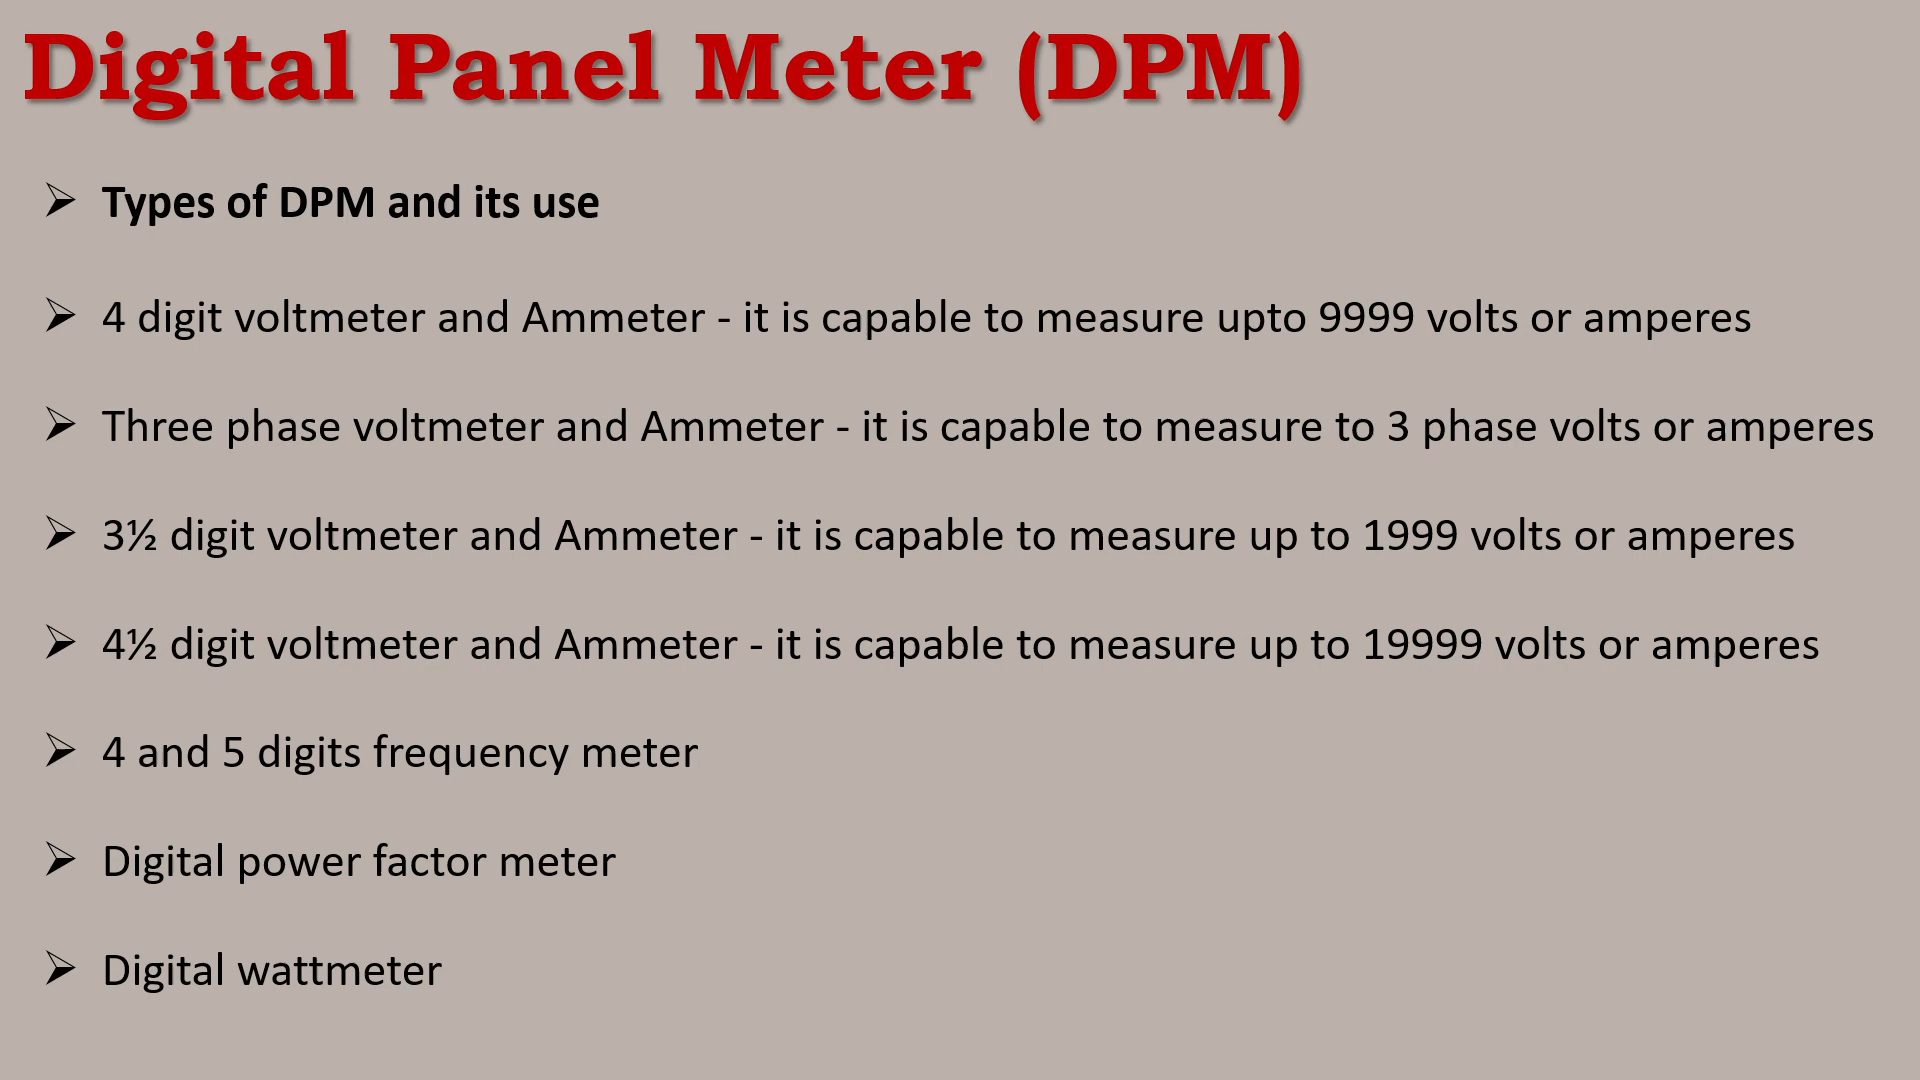 Digital Panel Meter (DPM)
➢ Types of DPM and its use
➢ 4 digit voltmeter and Ammeter - it is capable to measure upto 9999 volts or amperes
➢ Three phase voltmeter and Ammeter - it is capable to measure to 3 phase volts or amperes
➢ 3½ digit voltmeter and Ammeter - it is capable to measure up to 1999 volts or amperes
➢ 4½ digit voltmeter and Ammeter - it is capable to measure up to 19999 volts or amperes
➢ 4 and 5 digits frequency meter
➢ Digital power factor meter
➢ Digital wattmeter